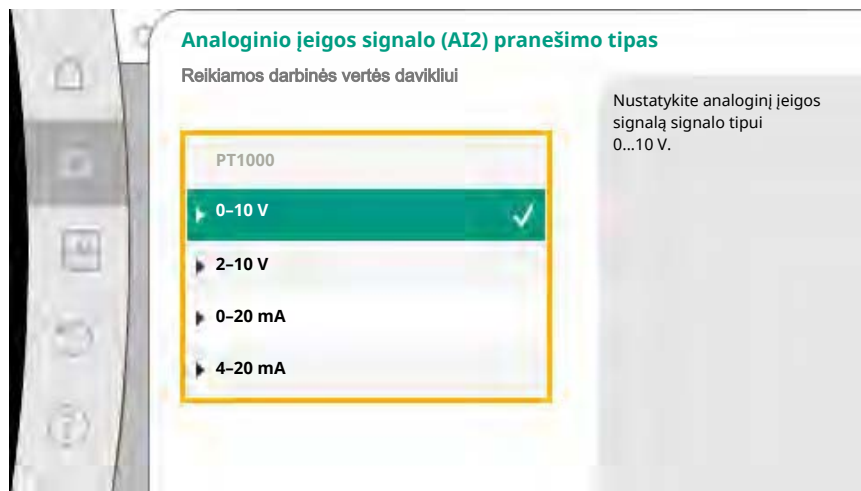 Analoginio įeigos signalo (AI2) pranešimo tipas
Reikiamos darbinės vertės davikliui
Nustatykite analoginį įeigos
signalą signalo tipui
0...10 V.
PT1000
0–10 V
2–10 V
0–20 mA
4–20 mA